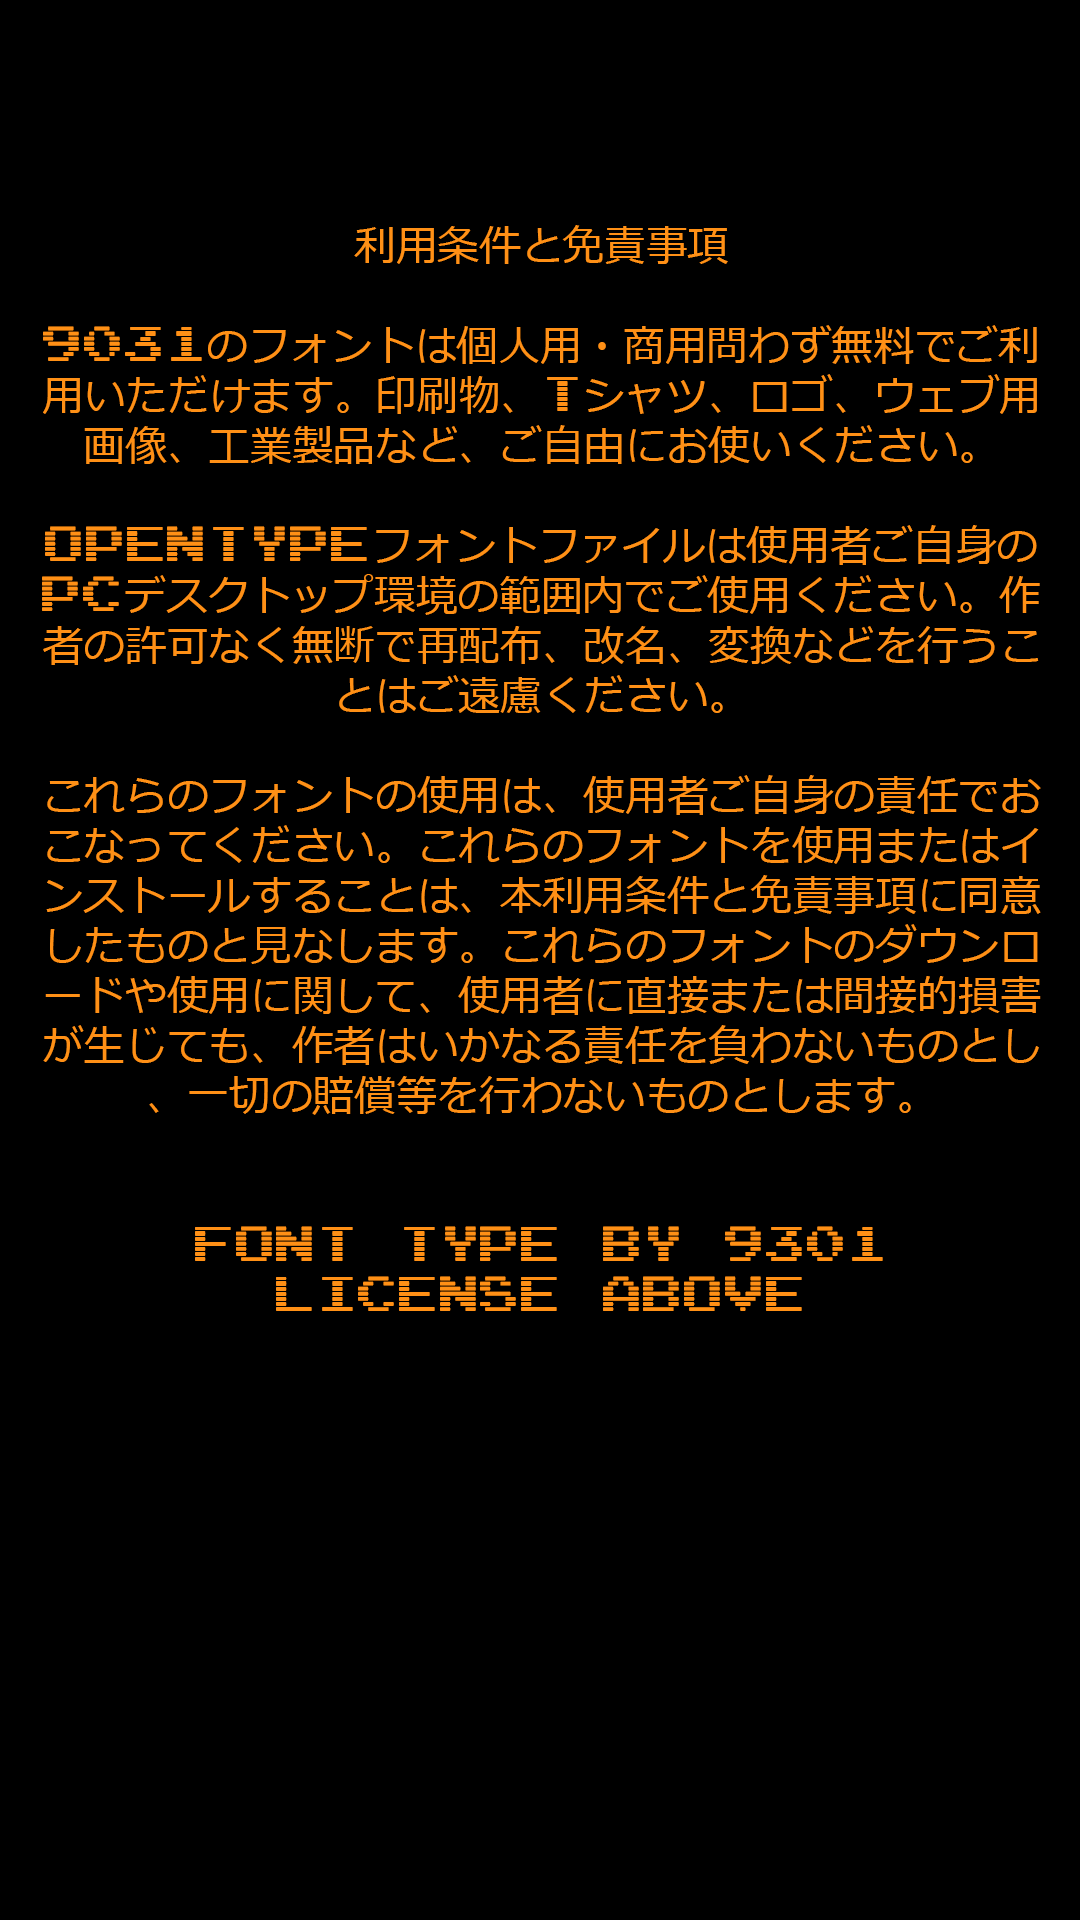 利用条件と免責事項
9031のフォントは個人用・商用問わず無料でご利
用いただけます。印刷物、Tシャツ、ロゴ、ウェブ用
画像、工業製品など、ご自由にお使いください。
OPENTYPEフォントファイルは使用者ご自身の
PCデスクトップ環境の範囲内でご使用ください。作
者の許可なく無断で再配布、改名、変換などを行うこ
とはご遠慮ください。
これらのフォントの使用は、使用者ご自身の責任でお
こなってください。これらのフォントを使用またはイ
ンストールすることは、本利用条件と免責事項に同意
したものと見なします。これらのフォントのダウンロ
ードや使用に関して、使用者に直接または間接的損害
が生じても、作者はいかなる責任を負わないものとし
、一切の賠償等を行わないものとします。
FONT TYPE BY 9301
LICENSE ABOVE